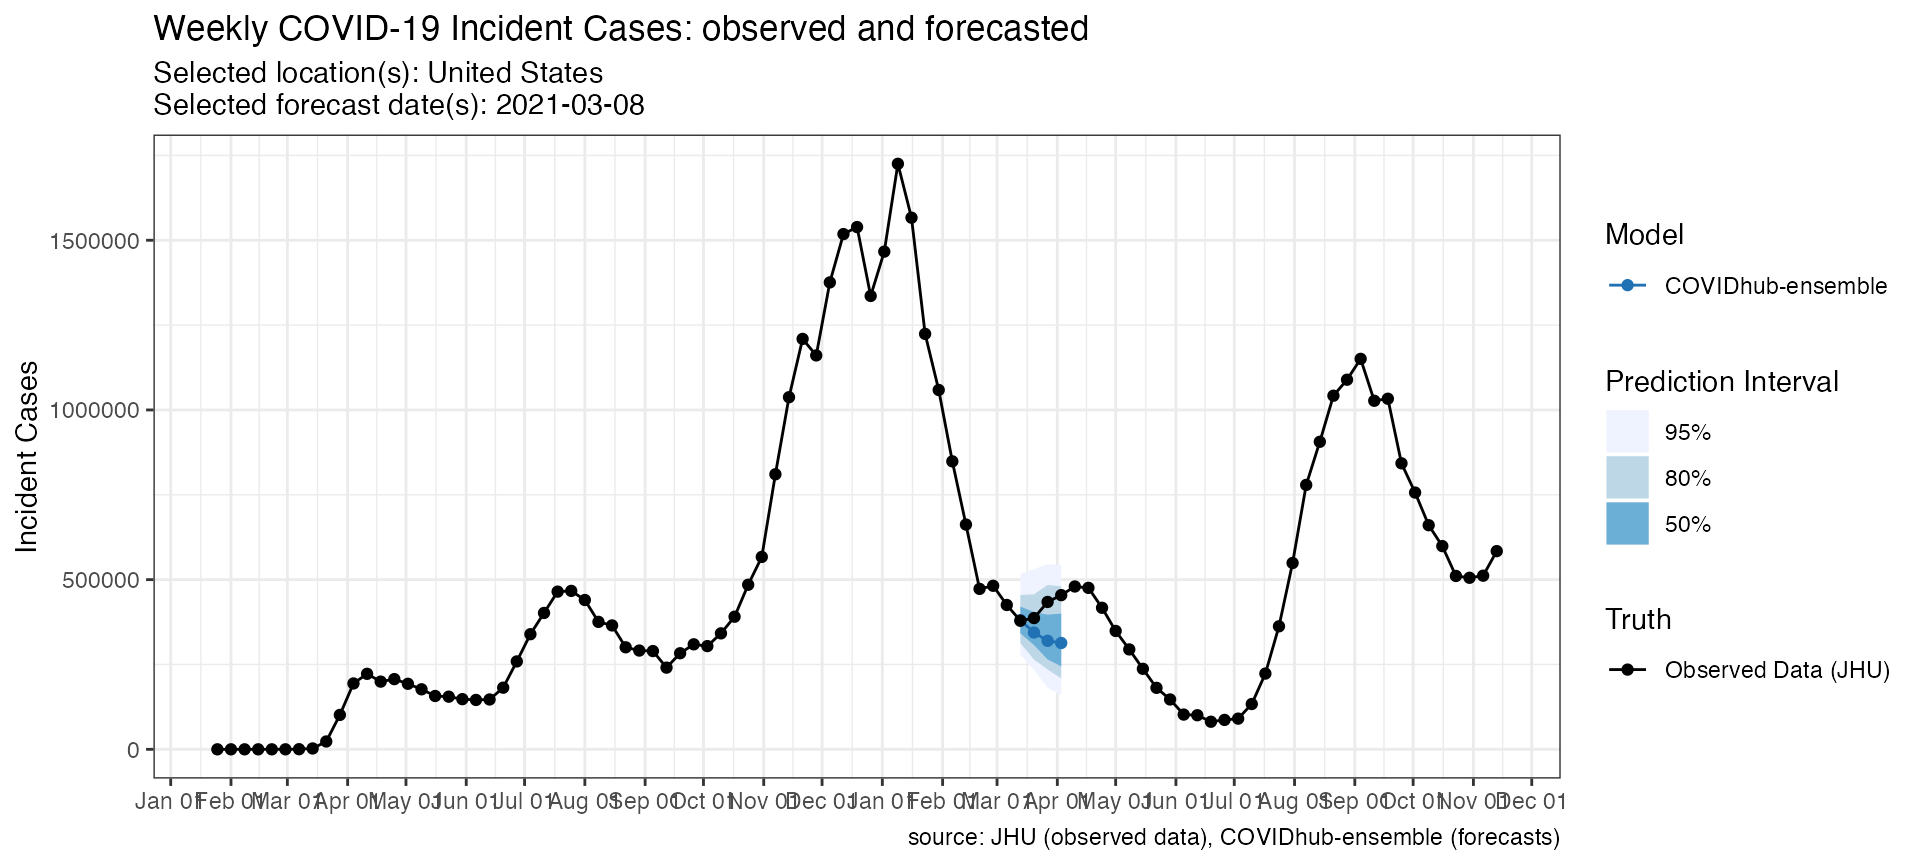 Weekly COVID-19 Incident Cases: observed and forecasted
Selected location(s): United States
Selected forecast date(s): 2021-03-08
Incident Cases
1500000
1000000
500000
0
Jan 01 Feb 01 Mar 01 Apr 01 May 01 Jun 01 Jul 01 Aug 01 Sep 01 Oct 01 Nov 01 Dec 01 Jan 01 Feb 01 Mar 01 Apr 01 May 01 Jun 01 Jul 01 Aug 01 Sep 01 Oct 01 Nov 01 Dec 01
source: JHU (observed data), COVIDhub-ensemble (forecasts)
Model
COVIDhub-ensemble
Prediction Interval
95%
80%
50%
Truth
Observed Data (JHU)